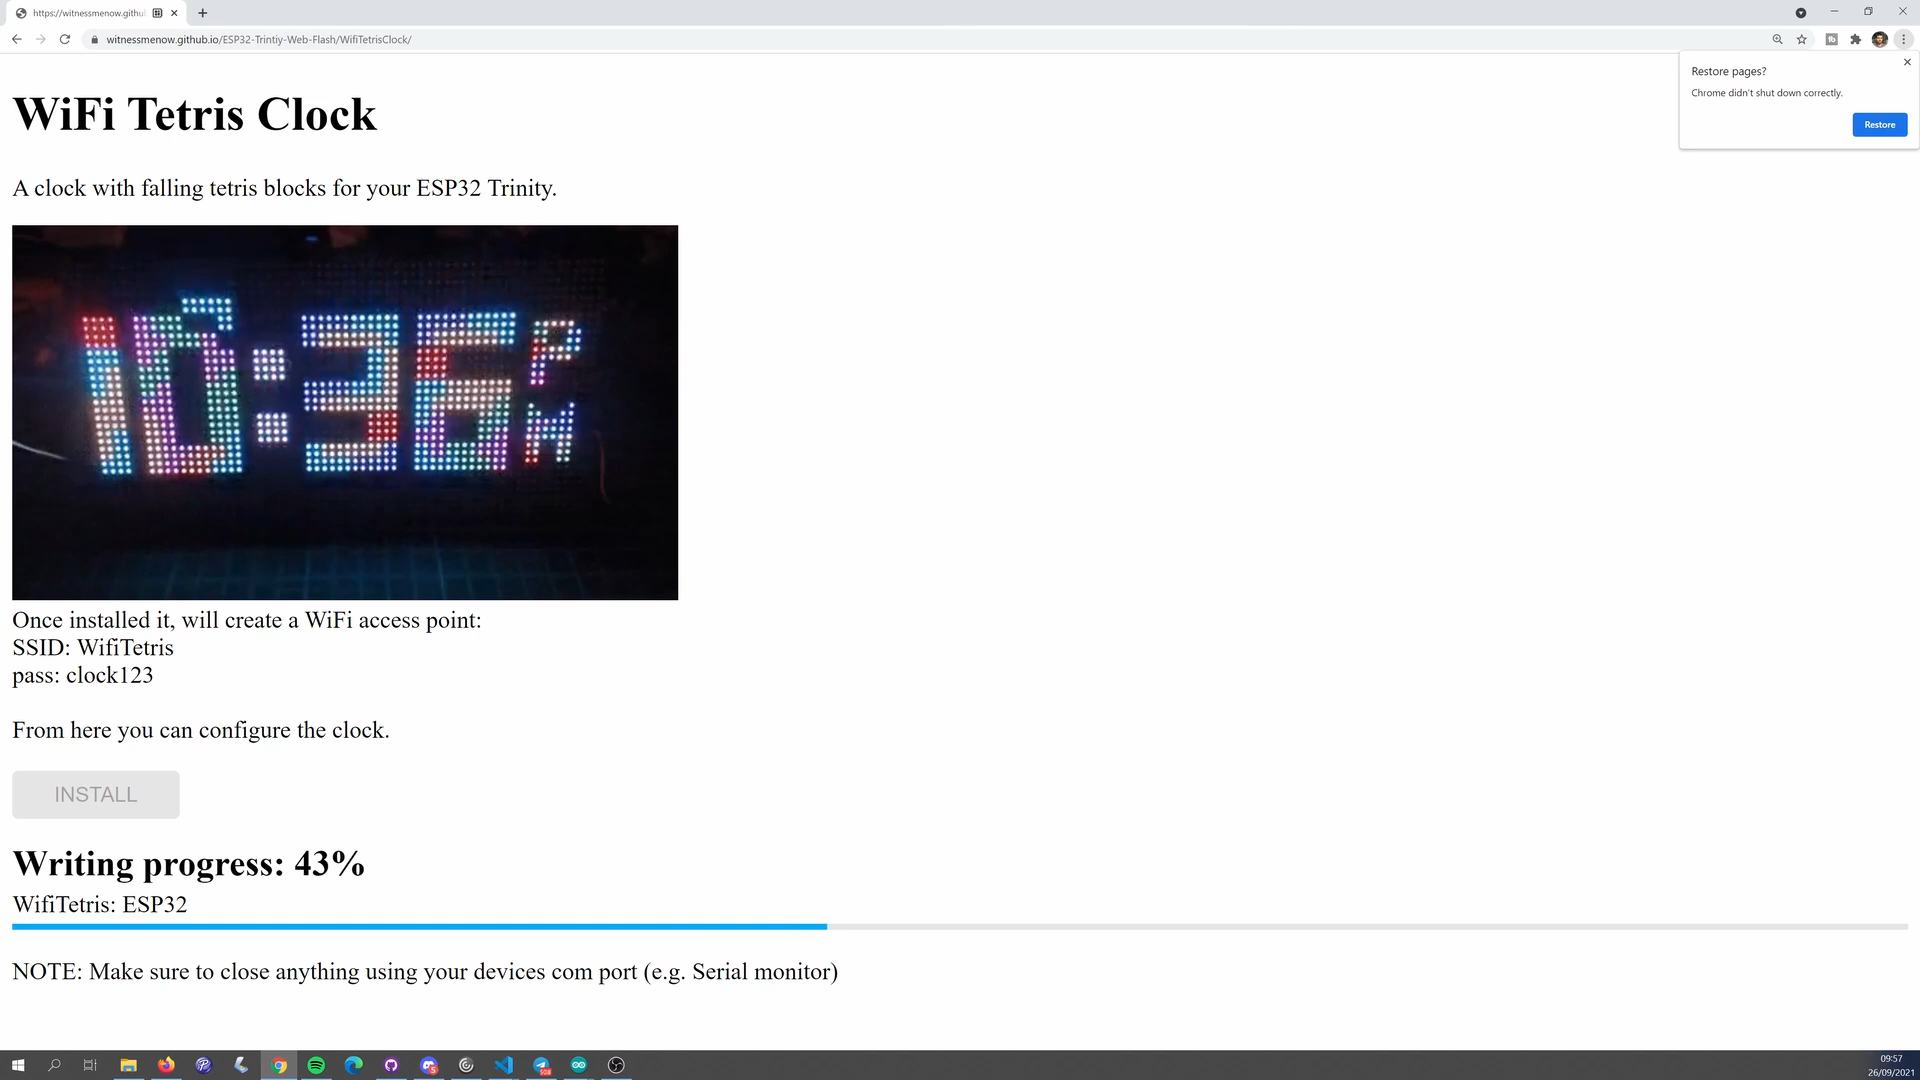 https://witnessmenow.githu
witnessmenow.github.io/ESP32-Trintiy-Web-Flash/WifiTetrisClock/
Restore pages?
Chrome didn't shut down correctly.
Restore
WiFi Tetris Clock
A clock with falling tetris blocks for your ESP32 Trinity.
10:36 PM
Once installed it, will create a WiFi access point:
SSID: WifiTetris
pass: clock123
From here you can configure the clock.
INSTALL
Writing progress: 43%
WifiTetris: ESP32
NOTE: Make sure to close anything using your devices com port (e.g. Serial monitor)
09:57
26/09/2021